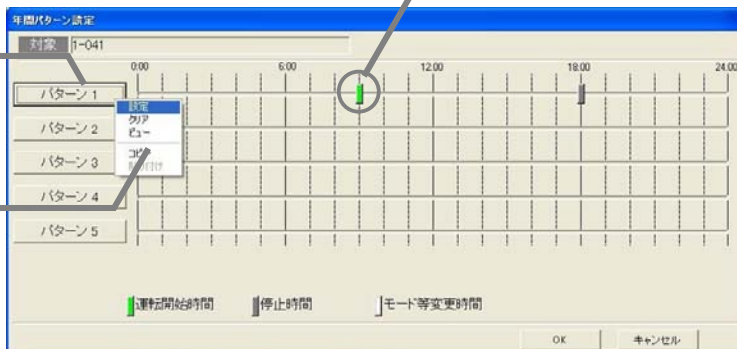 年間パターン設定
対象 1-041
0:00 6:00 12:00 18:00 24:00
パターン 1
設定
クリア
ビュー
パターン 2
パターン 3
パターン 4
パターン 5
運転開始時間 停止時間 モード等変更時間
OK キャンセル